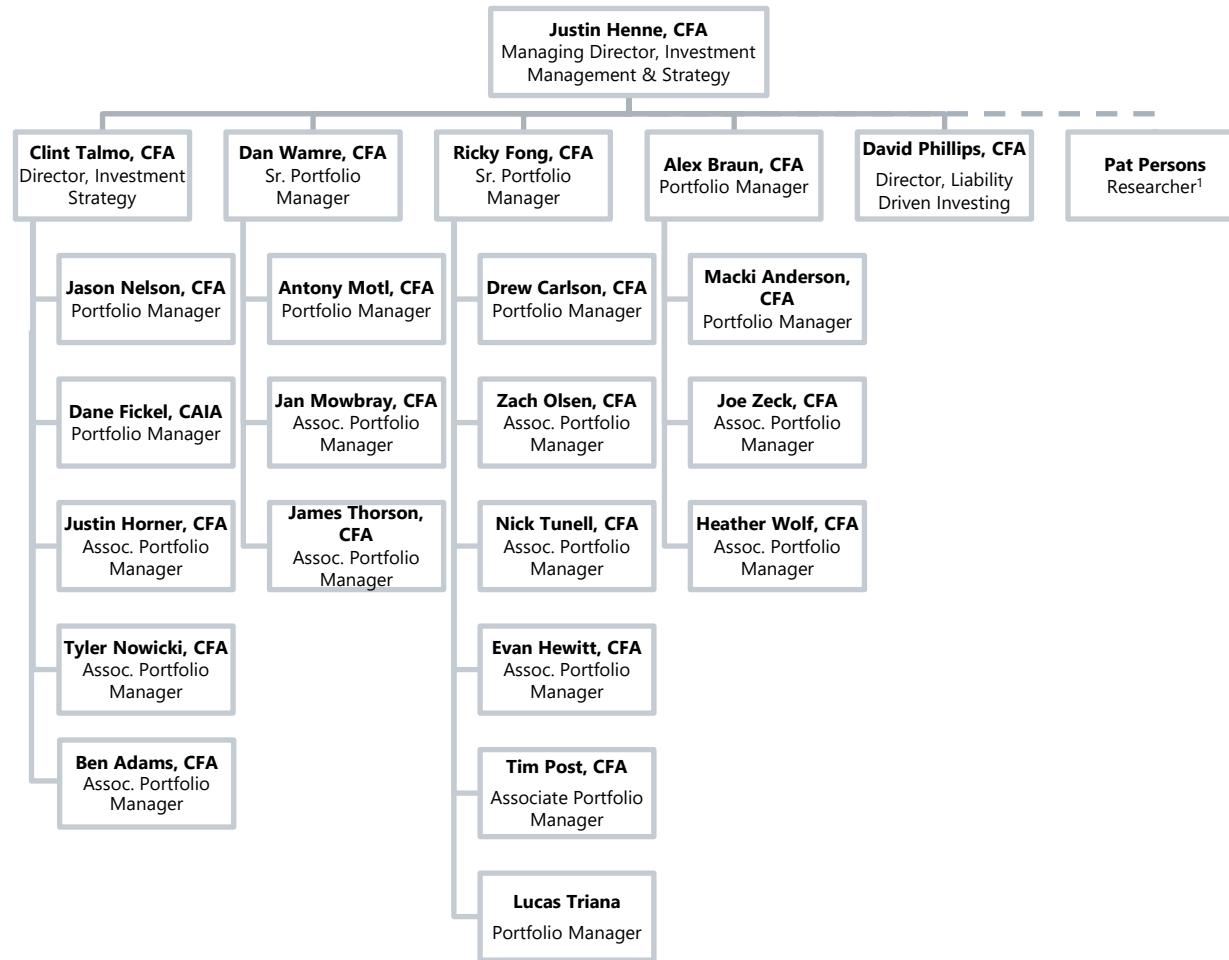 Justin Henne, CFA
Managing Director, Investment
Management & Strategy
Clint Talmo, CFA
Director, Investment
Strategy
Dan Wamre, CFA
Sr. Portfolio
Manager
Ricky Fong, CFA
Sr. Portfolio
Manager
Alex Braun, CFA
Portfolio Manager
David Phillips, CFA
Director, Liability
Driven Investing
Pat Persons
Researcher¹
Jason Nelson, CFA
Portfolio Manager
Dane Fickel, CAIA
Portfolio Manager
Justin Horner, CFA
Assoc. Portfolio
Manager
Tyler Nowicki, CFA
Assoc. Portfolio
Manager
Ben Adams, CFA
Assoc. Portfolio
Manager
Antony Motl, CFA
Portfolio Manager
Jan Mowbray, CFA
Assoc. Portfolio
Manager
James Thorson,
CFA
Assoc. Portfolio
Manager
Drew Carlson, CFA
Portfolio Manager
Zach Olsen, CFA
Assoc. Portfolio
Manager
Nick Tunell, CFA
Assoc. Portfolio
Manager
Evan Hewitt, CFA
Assoc. Portfolio
Manager
Tim Post, CFA
Associate Portfolio
Manager
Lucas Triana
Portfolio Manager
Macki Anderson,
CFA
Portfolio Manager
Joe Zeck, CFA
Assoc. Portfolio
Manager
Heather Wolf, CFA
Assoc. Portfolio
Manager